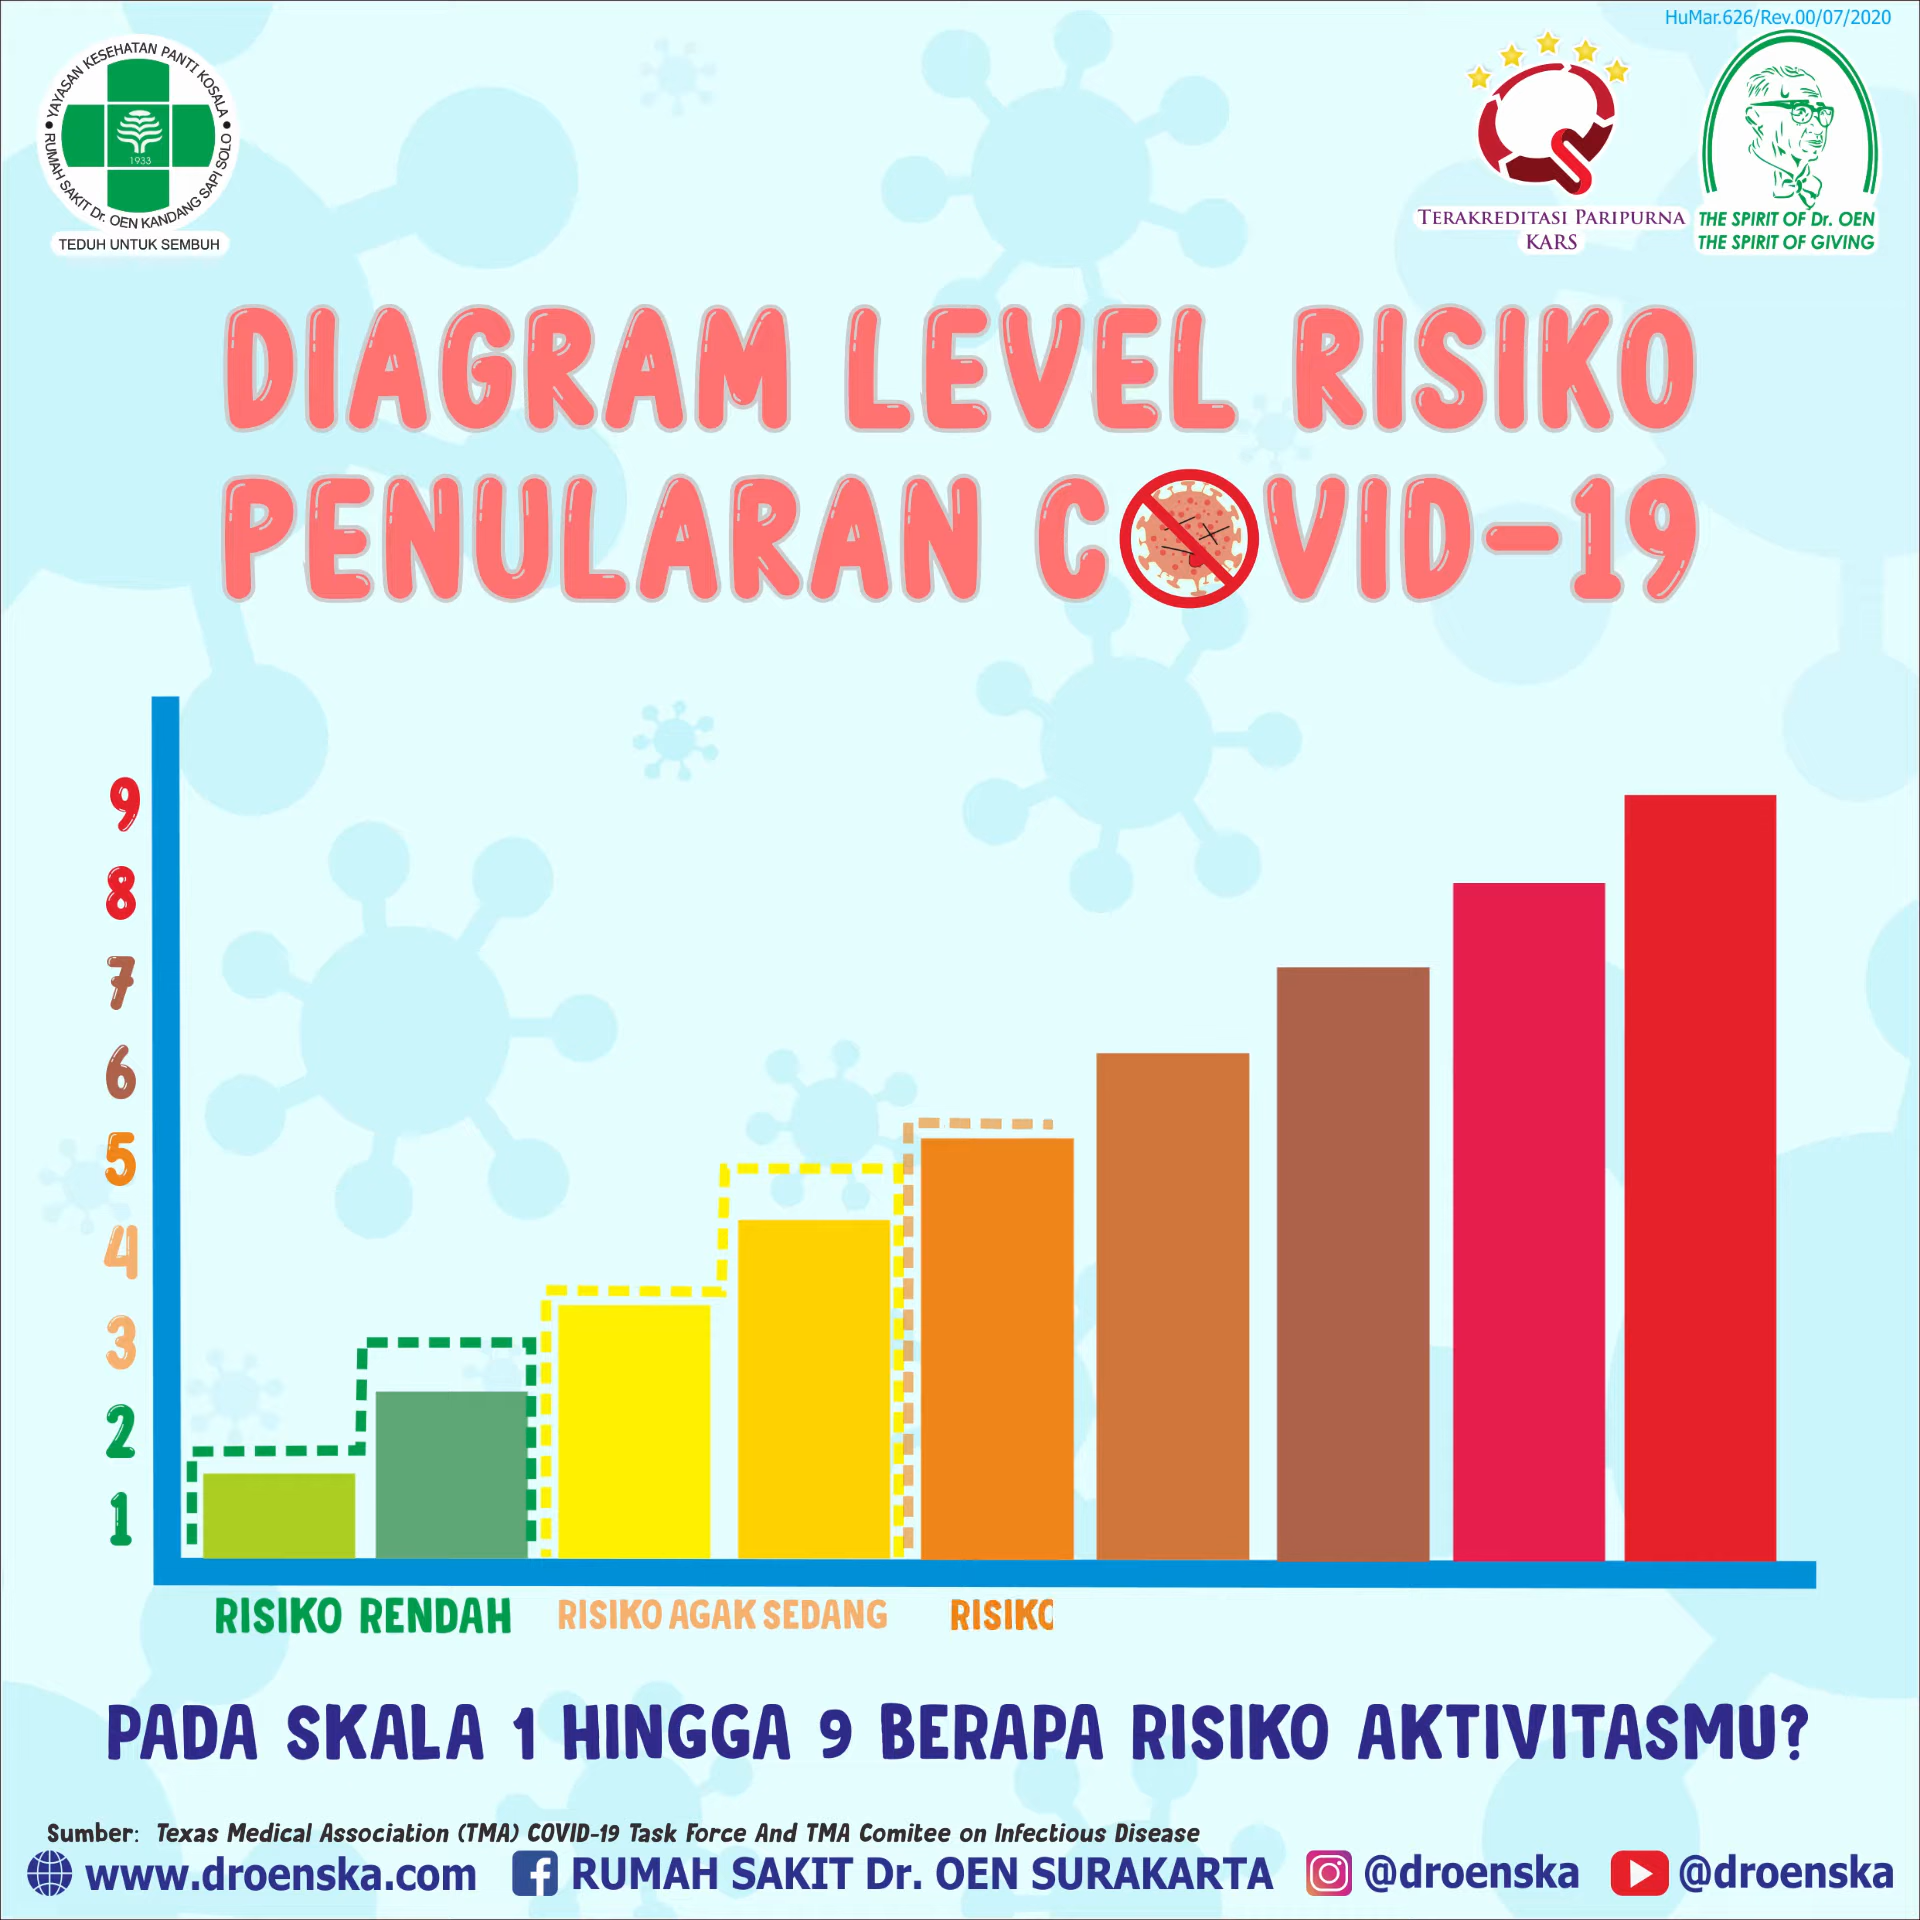 HuMar.626/Rev.00/07/2020
YAYASAN KESEHATAN PANTI KOSALA
RUMAH SAKIT Dr. OEN KANDANG SAPI SOLO
1933
TEDUH UNTUK SEMBUH
TERAKREDITASI PARIPURNA
KARS
THE SPIRIT OF Dr. OEN
THE SPIRIT OF GIVING
DIAGRAM LEVEL RISIKO
PENULARAN COVID-19
9
8
7
6
5
4
3
2
1
RISIKO RENDAH RISIKO AGAK SEDANG RISIKO
PADA SKALA 1 HINGGA 9 BERAPA RISIKO AKTIVITASMU?
Sumber: Texas Medical Association (TMA) COVID-19 Task Force And TMA Comitee on Infectious Disease
www.droenska.com RUMAH SAKIT Dr. OEN SURAKARTA @droenska @droenska